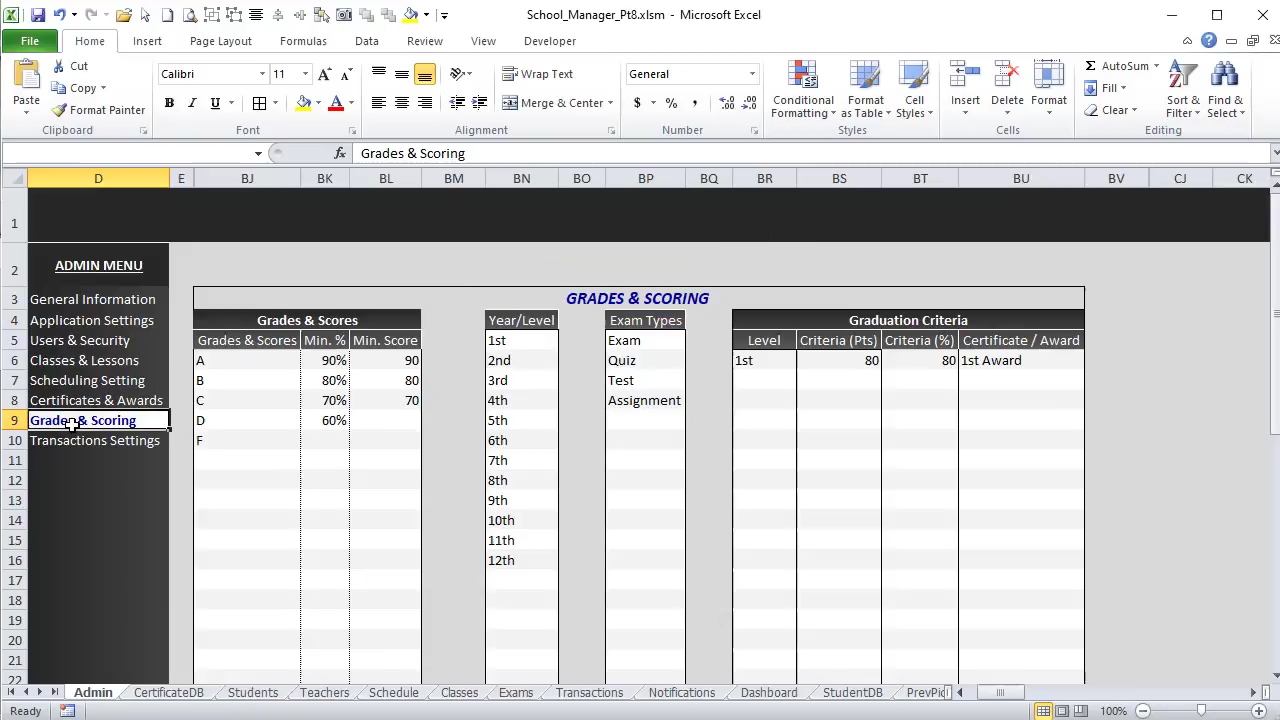 School_Manager_Pt8.xlsm - Microsoft Excel
File Home Insert Page Layout Formulas Data Review View Developer
Paste Cut Copy Format Painter Clipboard
Calibri 11 B I U Font
Wrap Text Merge & Center Alignment
General $ % , Number
Conditional Formatting Format as Table Cell Styles Styles
Insert Delete Format Cells
AutoSum Fill Clear Sort & Filter Find & Select Editing
fx Grades & Scoring
D E BJ BK BL BM BN BO BP BQ BR BS BT BU BV CJ CK
1
2 ADMIN MENU
3 General Information GRADES & SCORING
4 Application Settings Grades & Scores Year/Level Exam Types Graduation Criteria
5 Users & Security Grades & Scores Min. % Min. Score 1st Exam Level Criteria (Pts) Criteria (%) Certificate / Award
6 Classes & Lessons A 90% 90 2nd Quiz 1st 80 80 1st Award
7 Scheduling Setting B 80% 80 3rd Test
8 Certificates & Awards C 70% 70 4th Assignment
9 Grades & Scoring D 60% 5th
10 Transactions Settings F 6th
11 7th
12 8th
13 9th
14 10th
15 11th
16 12th
17
18
19
20
21
22
Admin CertificateDB Students Teachers Schedule Classes Exams Transactions Notifications Dashboard StudentDB PrevPic
Ready 100%